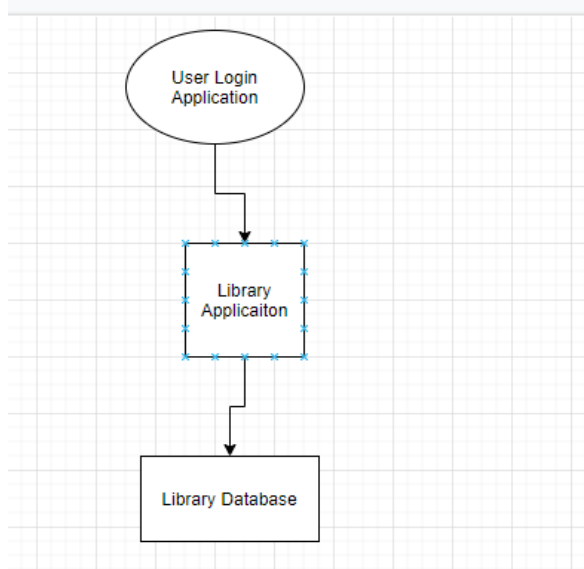 User Login
Application
Library
Applicaiton
Library Database